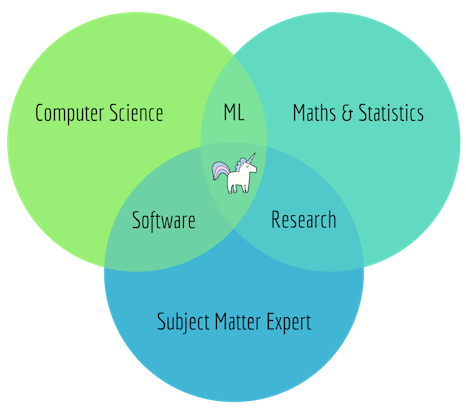 Computer Science
ML
Maths & Statistics
Software
Research
Subject Matter Expert